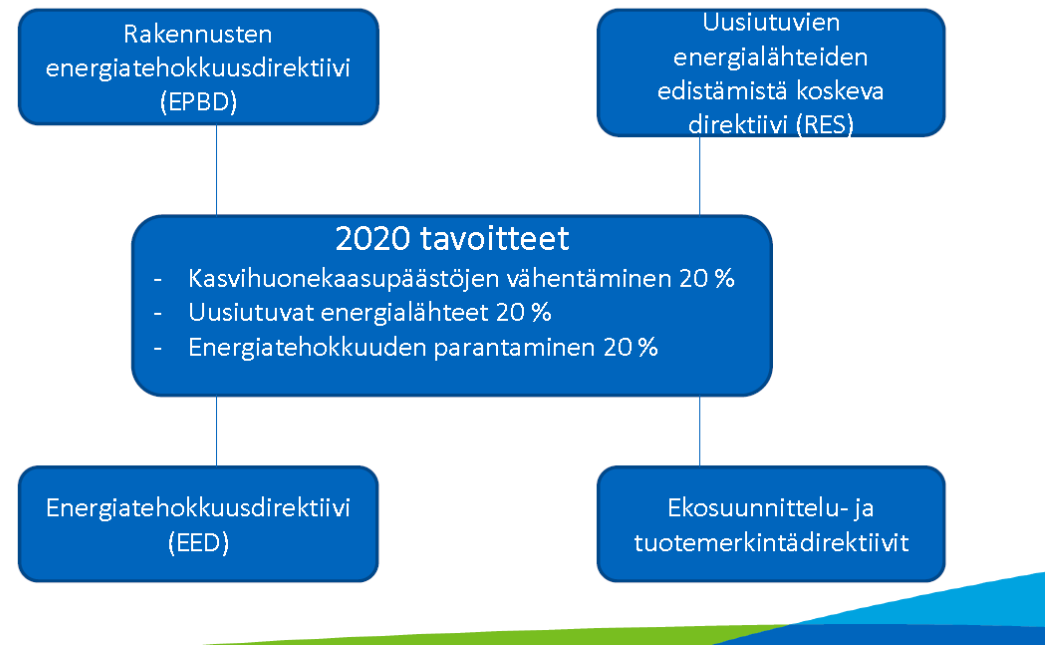 Rakennusten
energiatehokkuusdirektiivi
(EPBD)
Uusiutuvien
energialähteiden
edistämistä koskeva
direktiivi (RES)
2020 tavoitteet
- Kasvihuonekaasupäästöjen vähentäminen 20 %
- Uusiutuvat energialähteet 20 %
- Energiatehokkuuden parantaminen 20 %
Energiatehokkuusdirektiivi
(EED)
Ekosuunnittelu- ja
tuotemerkintädirektiivit